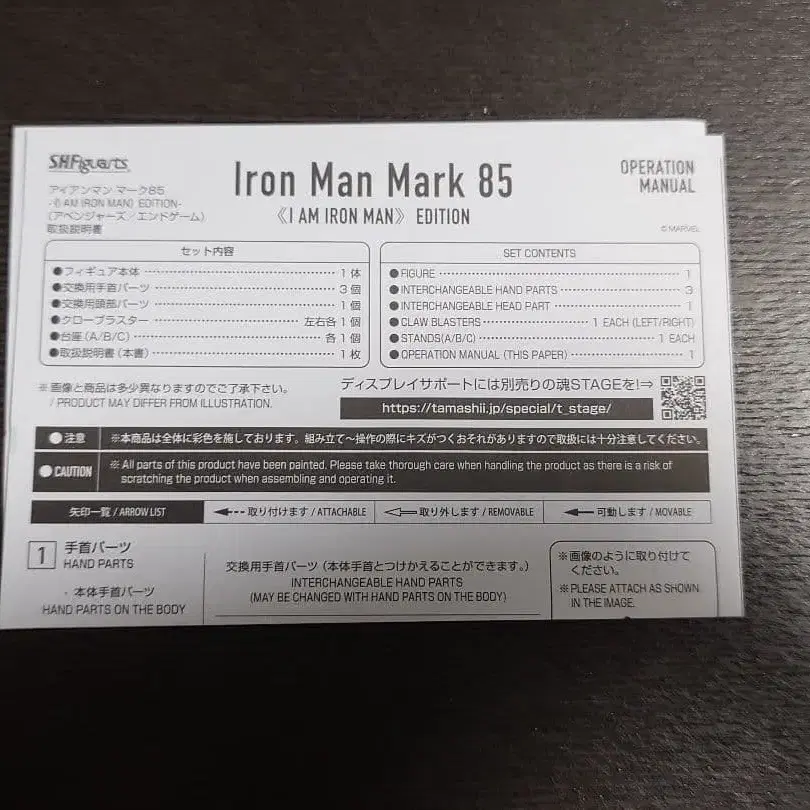 S.H.Figuarts
アイアンマン マーク85
-《I AM IRON MAN》EDITION-
(アベンジャーズ／エンドゲーム)
取扱説明書
Iron Man Mark 85
《I AM IRON MAN》 EDITION
OPERATION
MANUAL
© MARVEL
セット内容
●フィギュア本体 1体
●交換用手首パーツ 3個
●交換用頭部パーツ 1個
●クローブラスター 左右各1個
●台座(A/B/C) 各1個
●取扱説明書(本書) 1枚
SET CONTENTS
●FIGURE 1
●INTERCHANGEABLE HAND PARTS 3
●INTERCHANGEABLE HEAD PART 1
●CLAW BLASTERS 1 EACH (LEFT/RIGHT)
●STANDS(A/B/C) 1 EACH
●OPERATION MANUAL (THIS PAPER) 1
※画像と商品は多少異なりますのでご了承下さい。
/ PRODUCT MAY DIFFER FROM ILLUSTRATION.
ディスプレイサポートには別売りの魂STAGEを!⇒
https://tamashii.jp/special/t_stage/
●注意 ※本商品は全体に彩色を施しております。組み立て〜操作の際にキズがつくおそれがありますので取扱には十分注意してください。
●CAUTION ※All parts of this product have been painted. Please take thorough care when handling the product as there is a risk of
scratching the product when assembling and operating it.
矢印一覧 / ARROW LIST
取り付けます / ATTACHABLE
取り外します / REMOVABLE
可動します / MOVABLE
1 手首パーツ
HAND PARTS
・本体手首パーツ
HAND PARTS ON THE BODY
交換用手首パーツ (本体手首とつけかえることができます。)
INTERCHANGEABLE HAND PARTS
(MAY BE CHANGED WITH HAND PARTS ON THE BODY)
※画像のように取り付けて
ください。
※PLEASE ATTACH AS SHOWN
IN THE IMAGE.